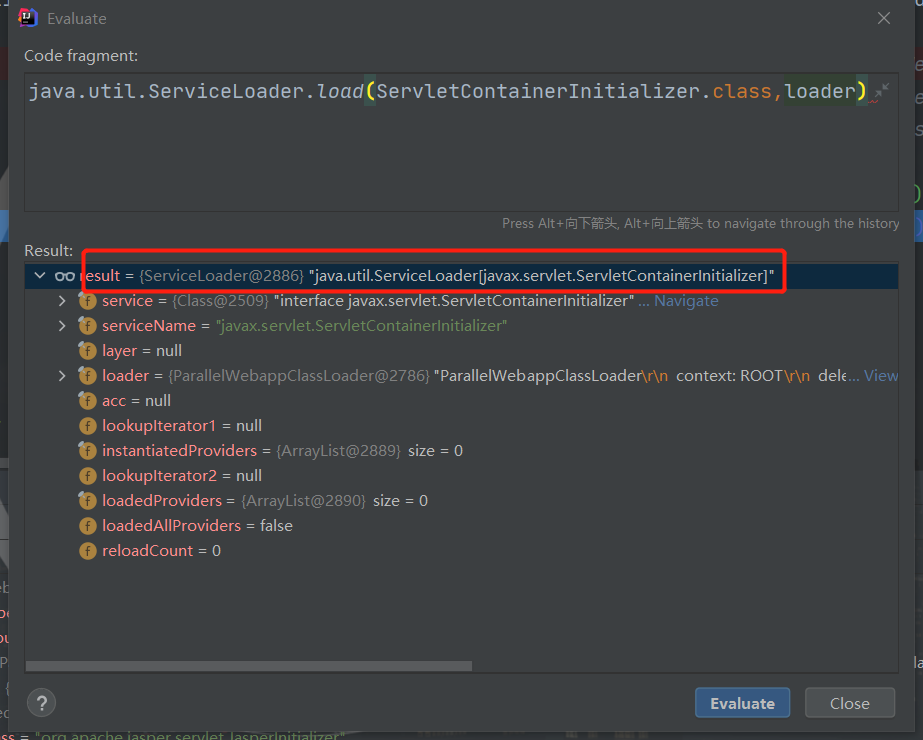 Evaluate
Code fragment:
java.util.ServiceLoader.load(ServletContainerInitializer.class,loader)
Press Alt+向下箭头, Alt+向上箭头 to navigate through the history
Result:
result = {ServiceLoader@2886} "java.util.ServiceLoader[javax.servlet.ServletContainerInitializer]"
service = {Class@2509} "interface javax.servlet.ServletContainerInitializer" ... Navigate
serviceName = "javax.servlet.ServletContainerInitializer"
layer = null
loader = {ParallelWebappClassLoader@2786} "ParallelWebappClassLoader\r\n  context: ROOT\r\n  dele... View
acc = null
lookupIterator1 = null
instantiatedProviders = {ArrayList@2889}  size = 0
lookupIterator2 = null
loadedProviders = {ArrayList@2890}  size = 0
loadedAllProviders = false
reloadCount = 0
? Evaluate Close
ss = "org.apache.jasper.servlet.JasperInitializer"